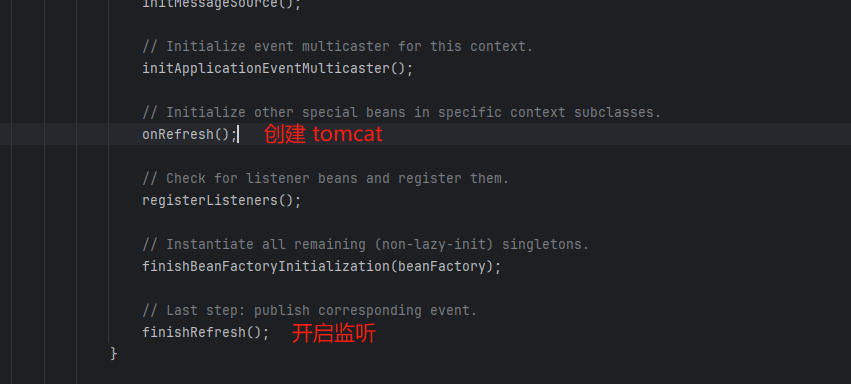 initMessageSource();
// Initialize event multicaster for this context.
initApplicationEventMulticaster();
// Initialize other special beans in specific context subclasses.
onRefresh(); 创建 tomcat
// Check for listener beans and register them.
registerListeners();
// Instantiate all remaining (non-lazy-init) singletons.
finishBeanFactoryInitialization(beanFactory);
// Last step: publish corresponding event.
finishRefresh(); 开启监听
}